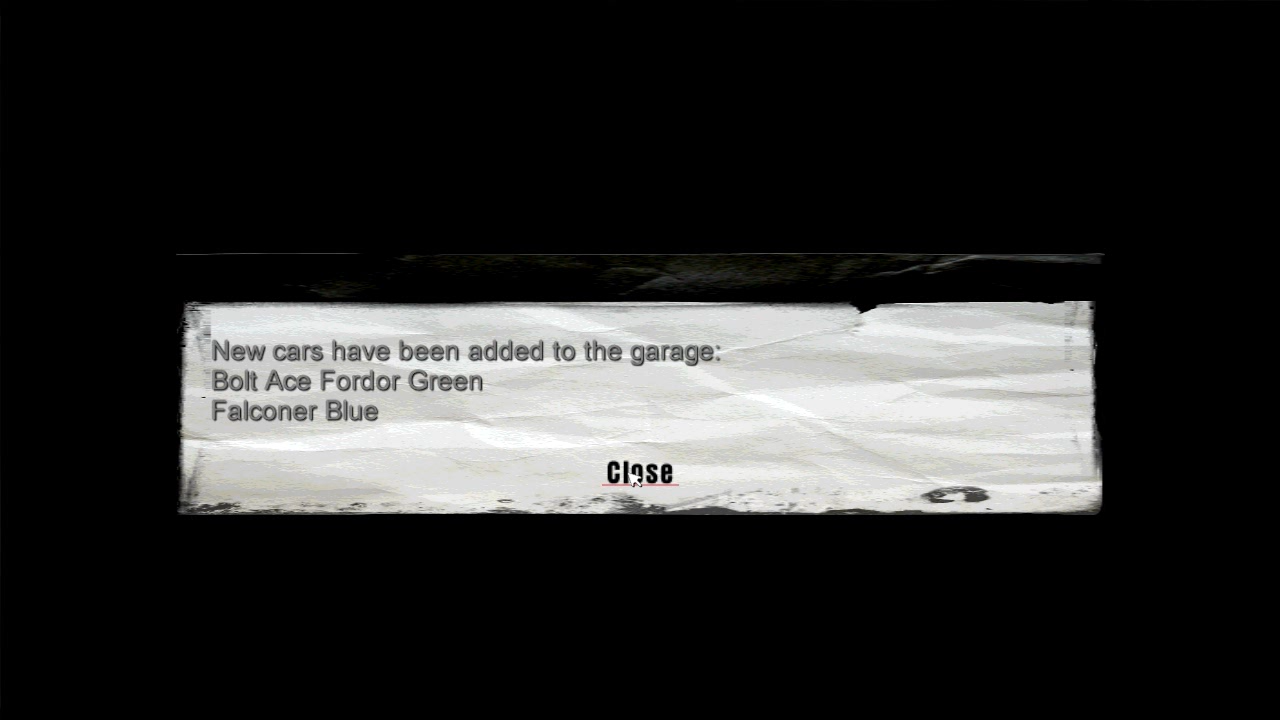 New cars have been added to the garage:
Bolt Ace Fordor Green
Falconer Blue
Close